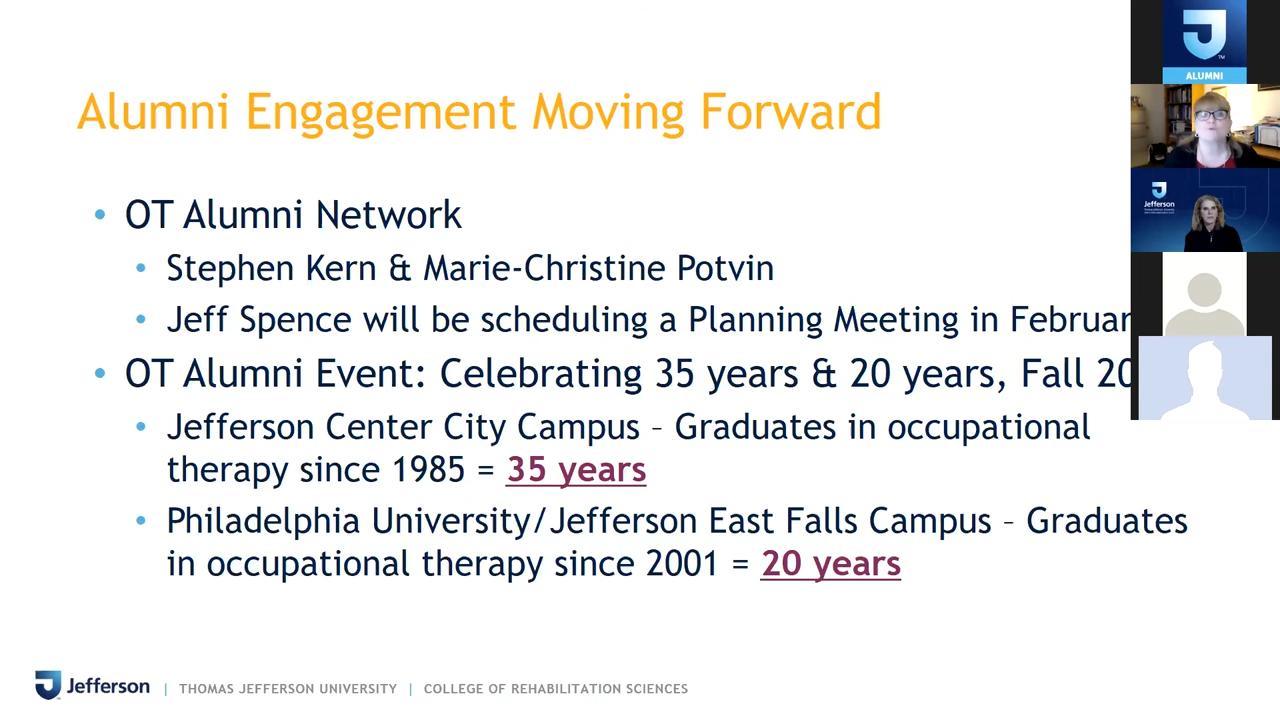 Alumni Engagement Moving Forward
• OT Alumni Network
• Stephen Kern & Marie-Christine Potvin
• Jeff Spence will be scheduling a Planning Meeting in
• OT Alumni Event: Celebrating 35 years & 20 years, Fall
• Jefferson Center City Campus – Graduates in occupational
therapy since 1985 = 35 years
• Philadelphia University/Jefferson East Falls Campus – Graduates
in occupational therapy since 2001 = 20 years
Jefferson | THOMAS JEFFERSON UNIVERSITY | COLLEGE OF REHABILITATION SCIENCES
ALUMNI
Jefferson